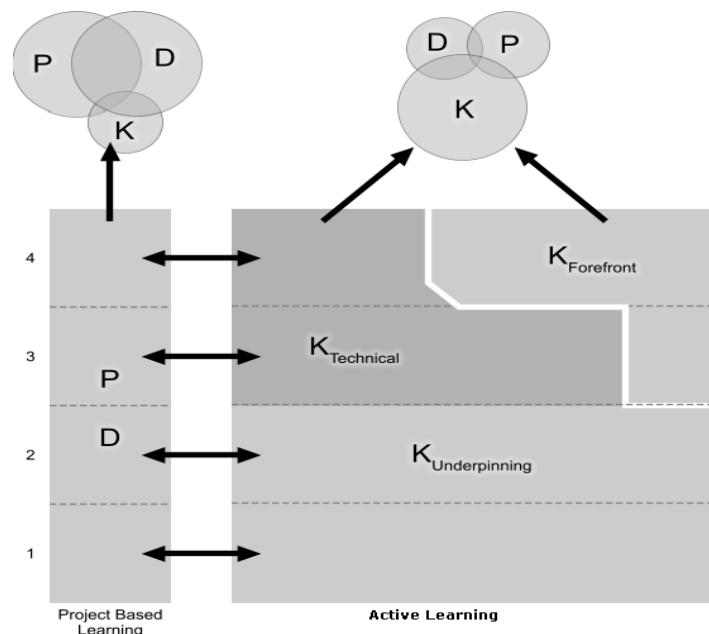 P
D
K
D
P
K
4
K Forefront
3
P
K Technical
D
2
K Underpinning
1
Project Based
Learning
Active Learning